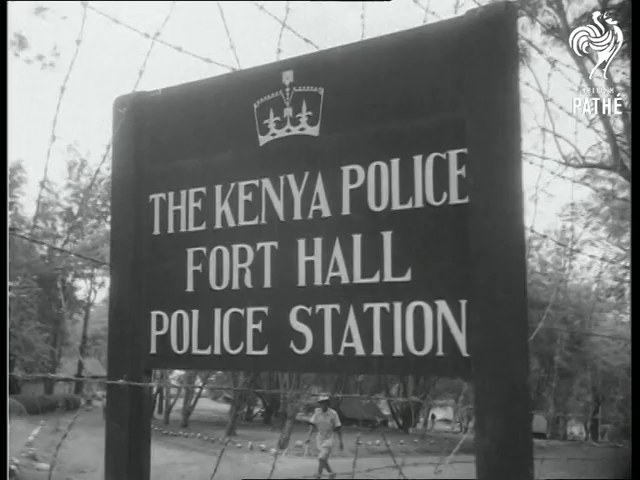 THE KENYA POLICE
FORT HALL
POLICE STATION
BRITISH
PATHÉ